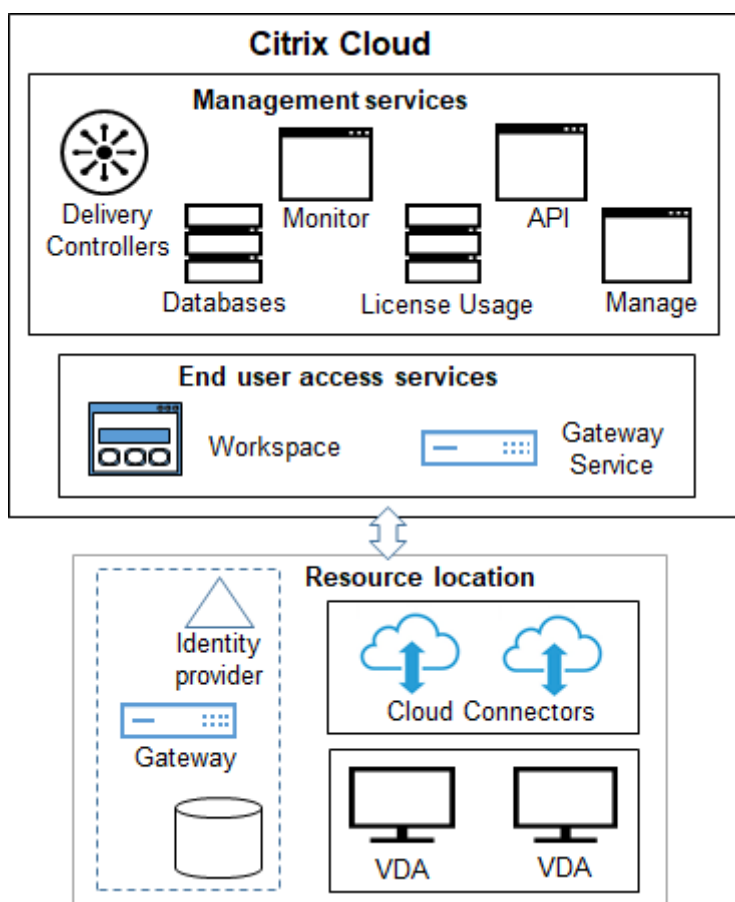 Citrix Cloud
Management services
Delivery
Controllers
Monitor
API
Databases
License Usage
Manage
End user access services
Workspace
Gateway
Service
Resource location
Identity
provider
Cloud Connectors
Gateway
VDA
VDA